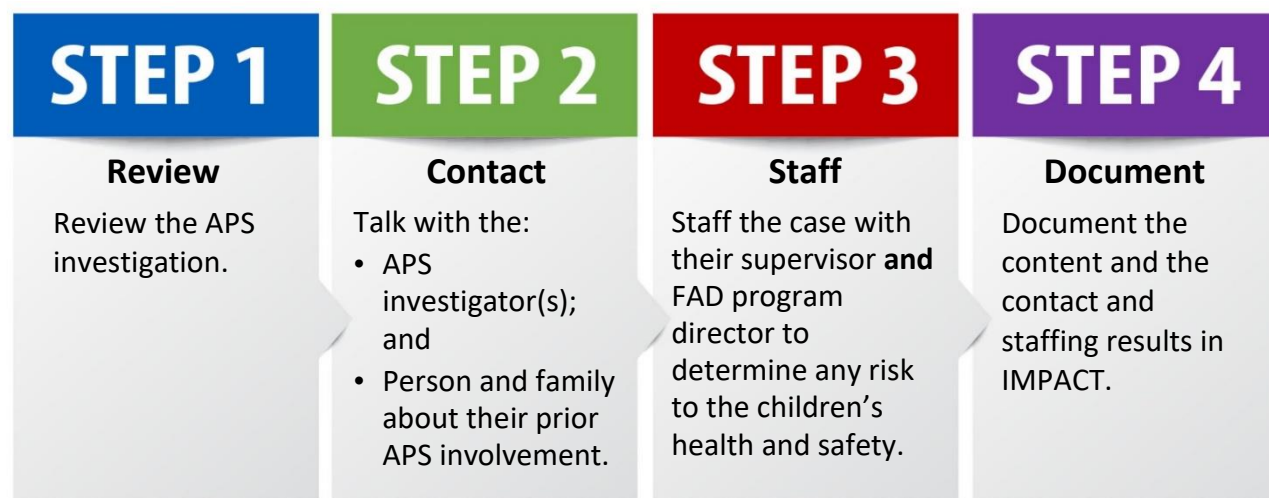 STEP 1
Review
Review the APS
investigation.
STEP 2
Contact
Talk with the:
• APS
investigator(s);
and
• Person and family
about their prior
APS involvement.
STEP 3
Staff
Staff the case with
their supervisor and
FAD program
director to
determine any risk
to the children’s
health and safety.
STEP 4
Document
Document the
content and the
contact and
staffing results in
IMPACT.